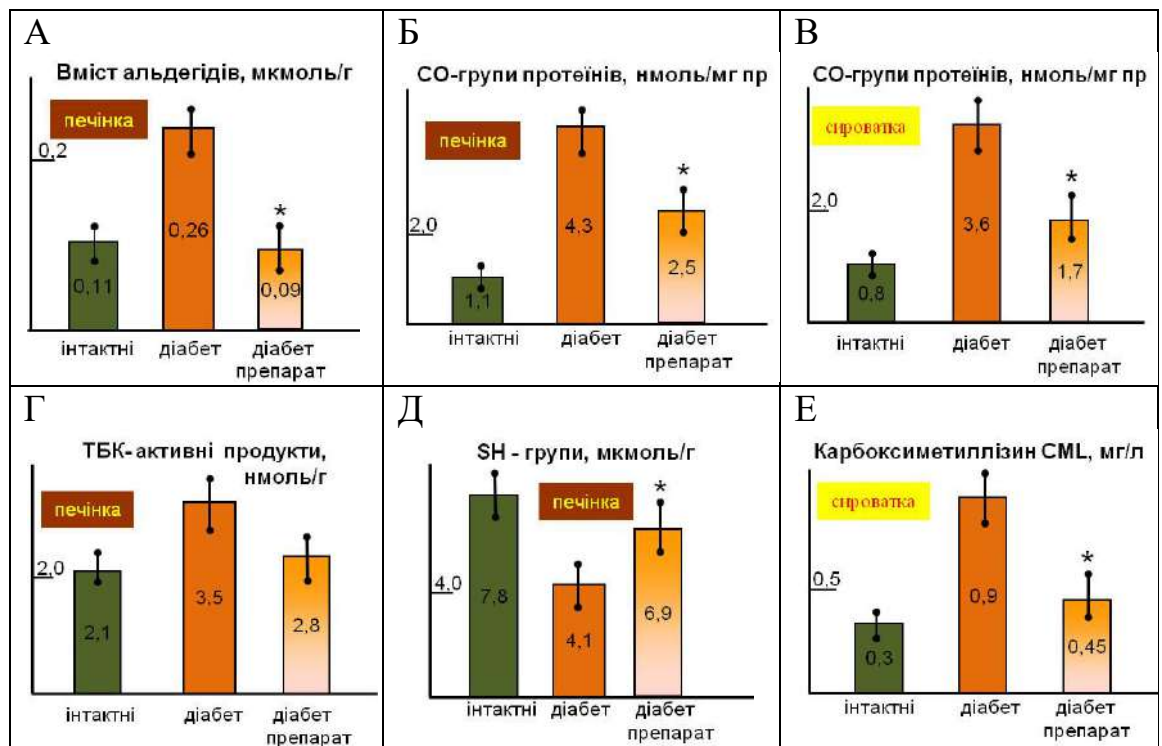 А
Вміст альдегідів, мкмоль/г
печінка
0,2
0,11
0,26
*
0,09
інтактні
діабет
діабет
препарат
Б
СО-групи протеїнів, нмоль/мг пр
печінка
2,0
1,1
4,3
*
2,5
інтактні
діабет
діабет
препарат
В
СО-групи протеїнів, нмоль/мг пр
сироватка
2,0
0,8
3,6
*
1,7
інтактні
діабет
діабет
препарат
Г
ТБК-активні продукти,
нмоль/г
печінка
2,0
2,1
3,5
2,8
інтактні
діабет
діабет
препарат
Д
SH - групи, мкмоль/г
печінка
4,0
7,8
4,1
*
6,9
інтактні
діабет
діабет
препарат
Е
Карбоксиметиллізин CML, мг/л
сироватка
0,5
0,3
0,9
*
0,45
інтактні
діабет
діабет
препарат